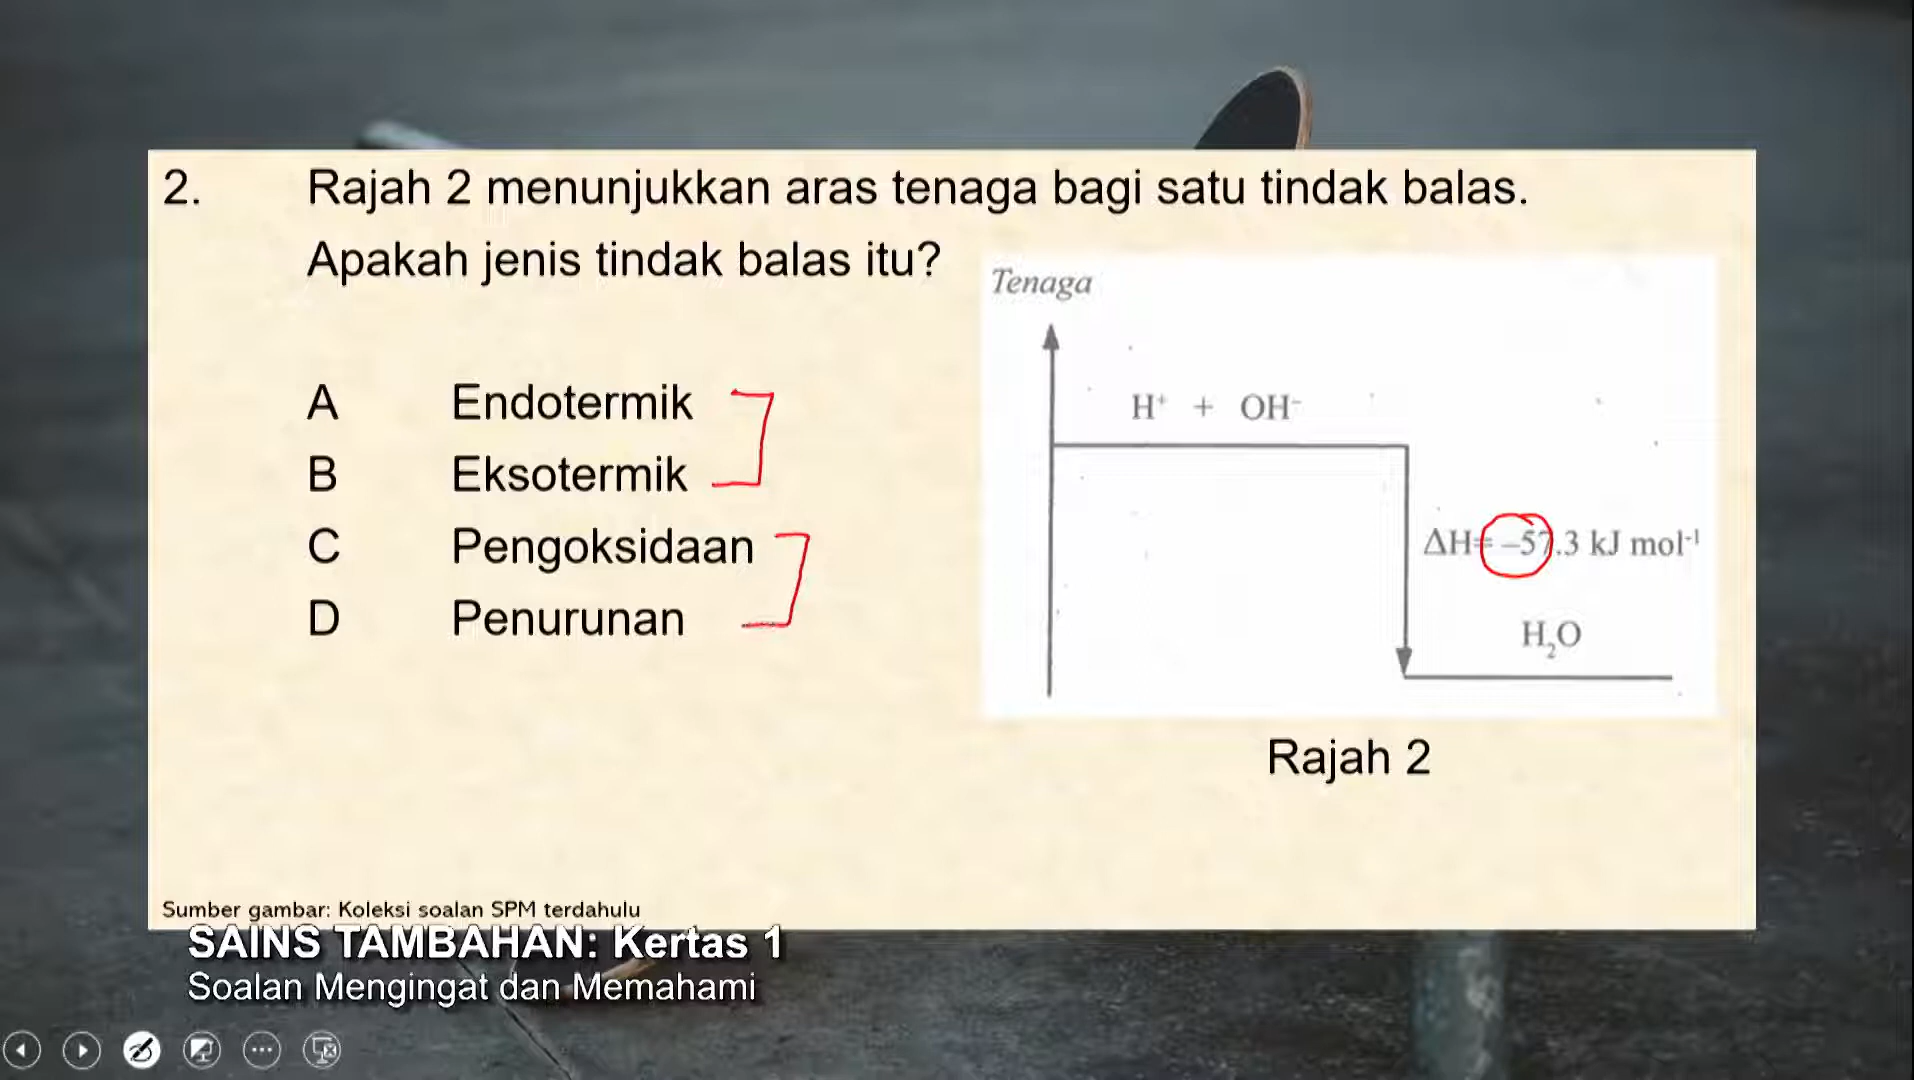 2. Rajah 2 menunjukkan aras tenaga bagi satu tindak balas.
Apakah jenis tindak balas itu?
A Endotermik
B Eksotermik
C Pengoksidaan
D Penurunan
Tenaga
H⁺ + OH⁻
ΔH= –57.3 kJ mol⁻¹
H₂O
Rajah 2
Sumber gambar: Koleksi soalan SPM terdahulu
SAINS TAMBAHAN: Kertas 1
Soalan Mengingat dan Memahami